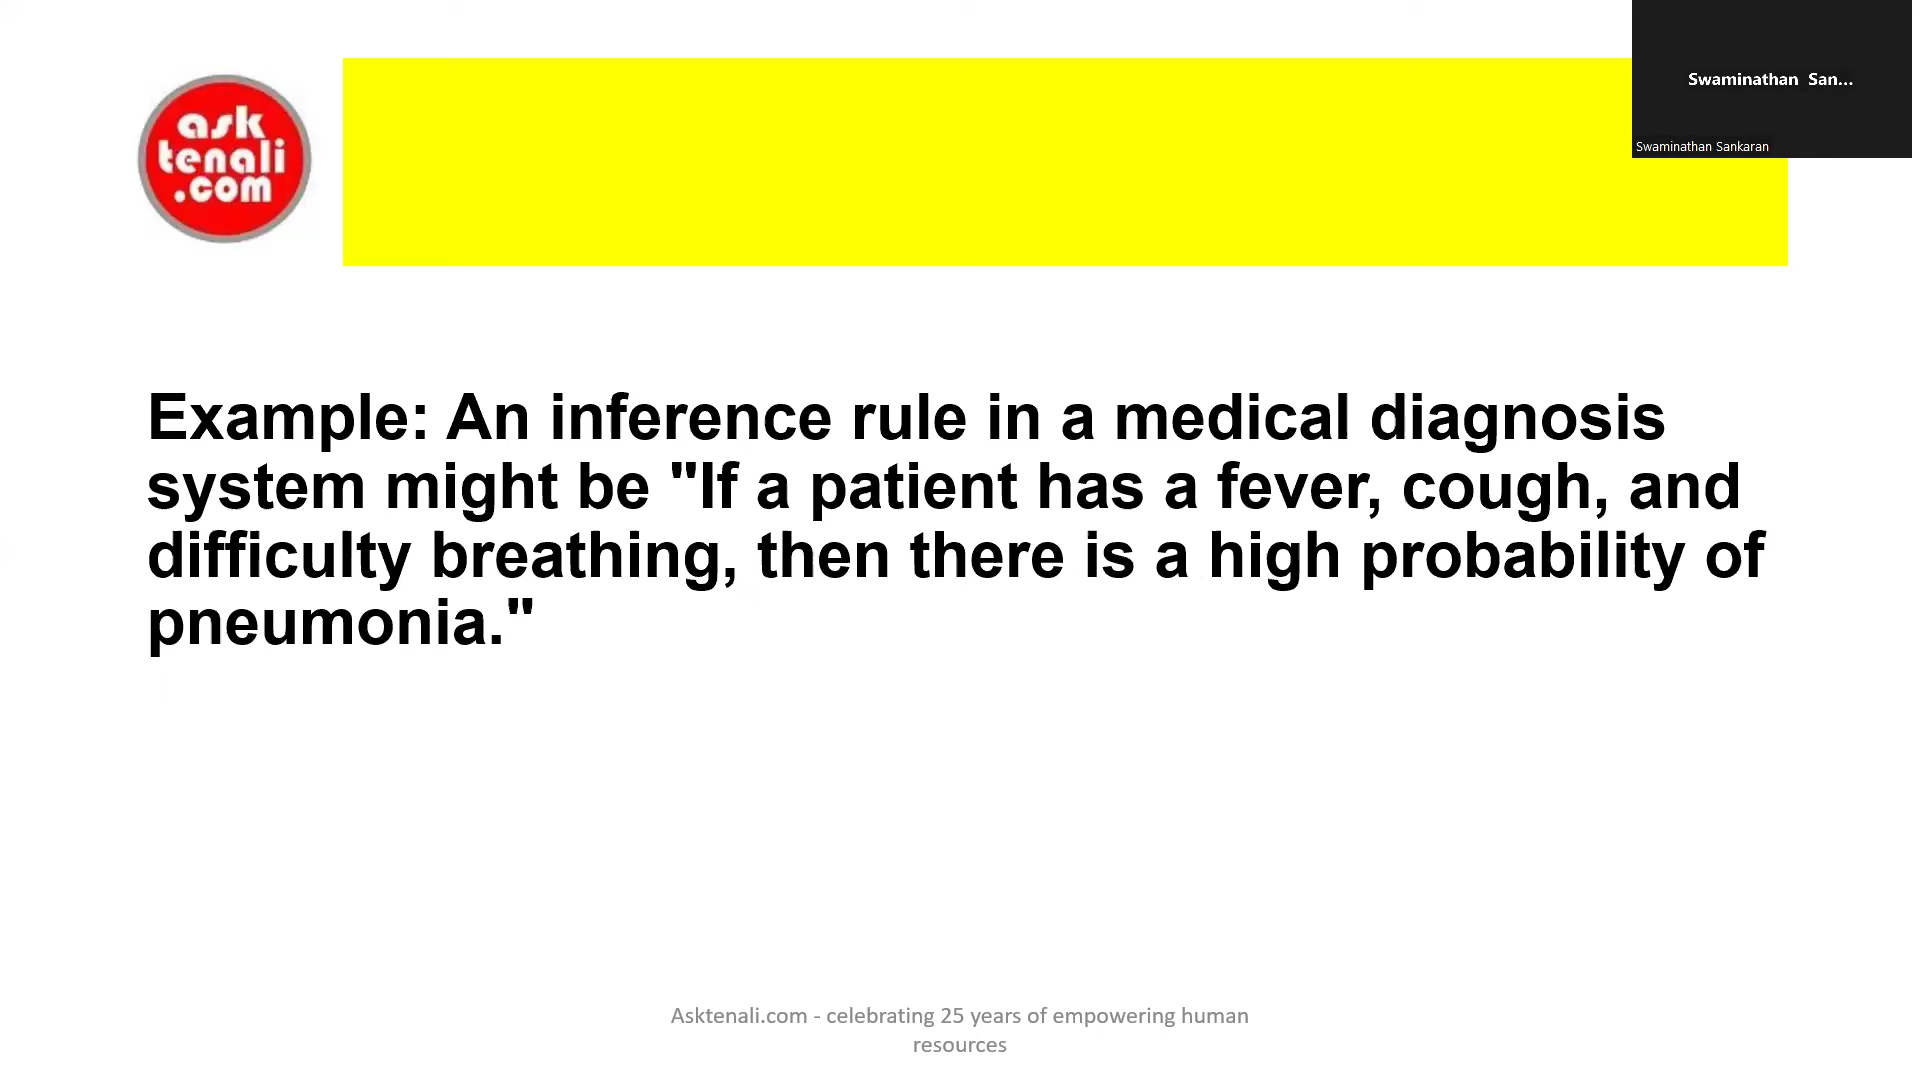 ask
tenali
.com
Swaminathan San...
Swaminathan Sankaran
Example: An inference rule in a medical diagnosis
system might be "If a patient has a fever, cough, and
difficulty breathing, then there is a high probability of
pneumonia."
Asktenali.com - celebrating 25 years of empowering human
resources